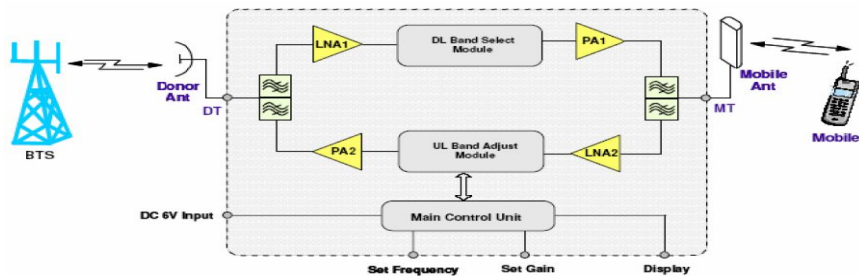 LNA1
DL Band Select
Module
PA1
Donor
Ant
DT
MT
Mobile
Ant
BTS
PA2
UL Band Adjust
Module
LNA2
Mobile
DC 6V Input
Main Control Unit
Set Frequency
Set Gain
Display